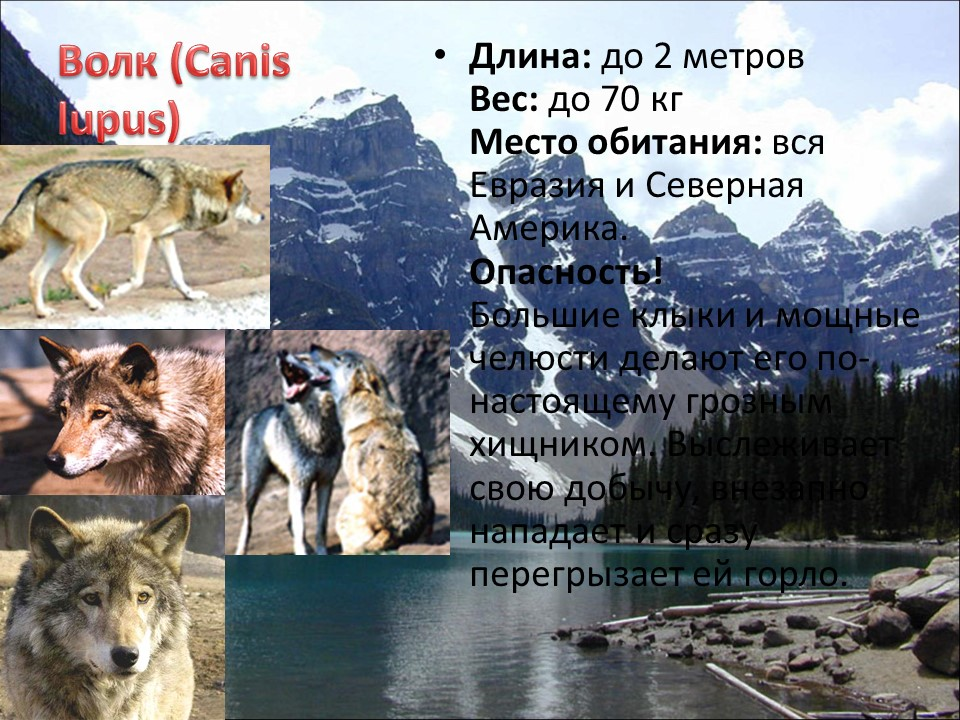 Волк (Canis
lupus)
• Длина: до 2 метров
Вес: до 70 кг
Место обитания: вся
Евразия и Северная
Америка.
Опасность!
Большие клыки и мощные
челюсти делают его по-
настоящему грозным
хищником. Выслеживает
свою добычу, внезапно
нападает и сразу
перегрызает ей горло.